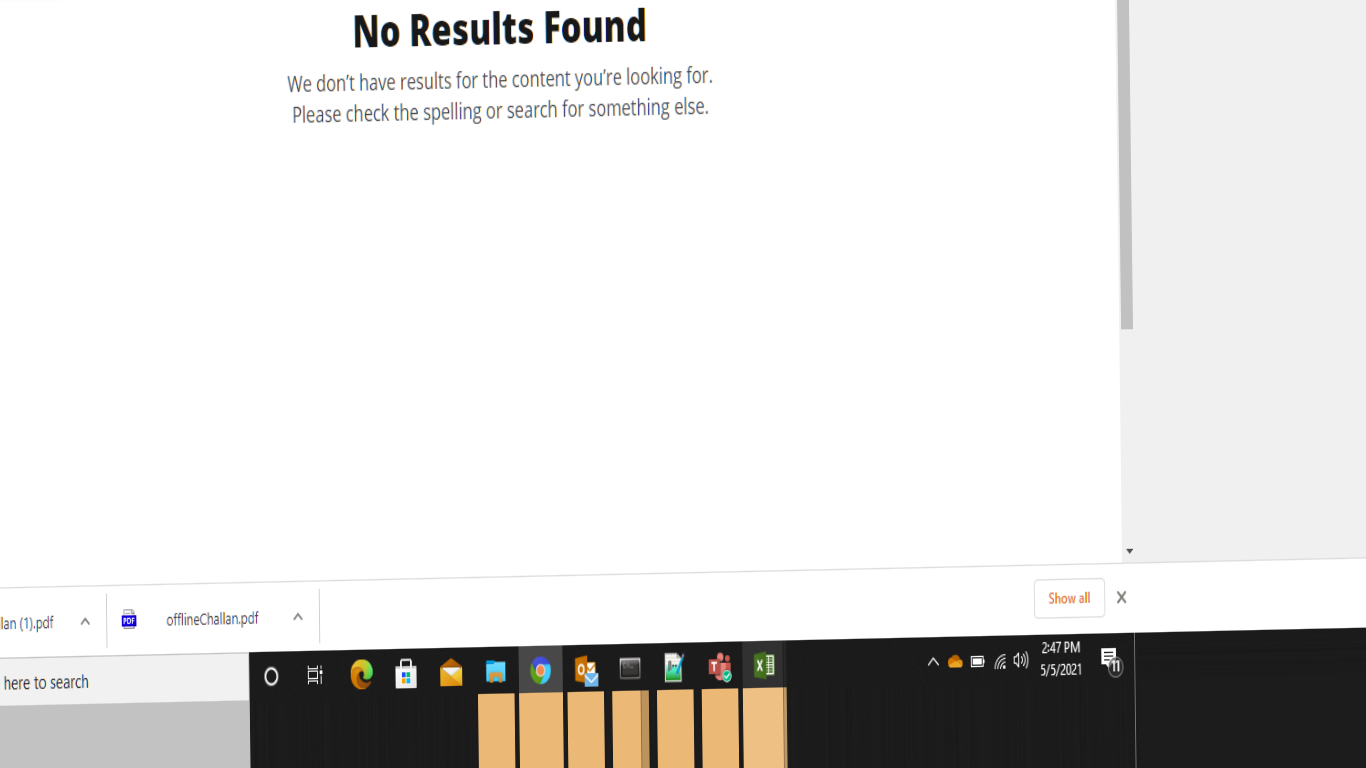 No Results Found
We don't have results for the content you're looking for.
Please check the spelling or search for something else.
lan (1).pdf
PDF
offlineChallan.pdf
Show all
here to search
2:47 PM
5/5/2021
11